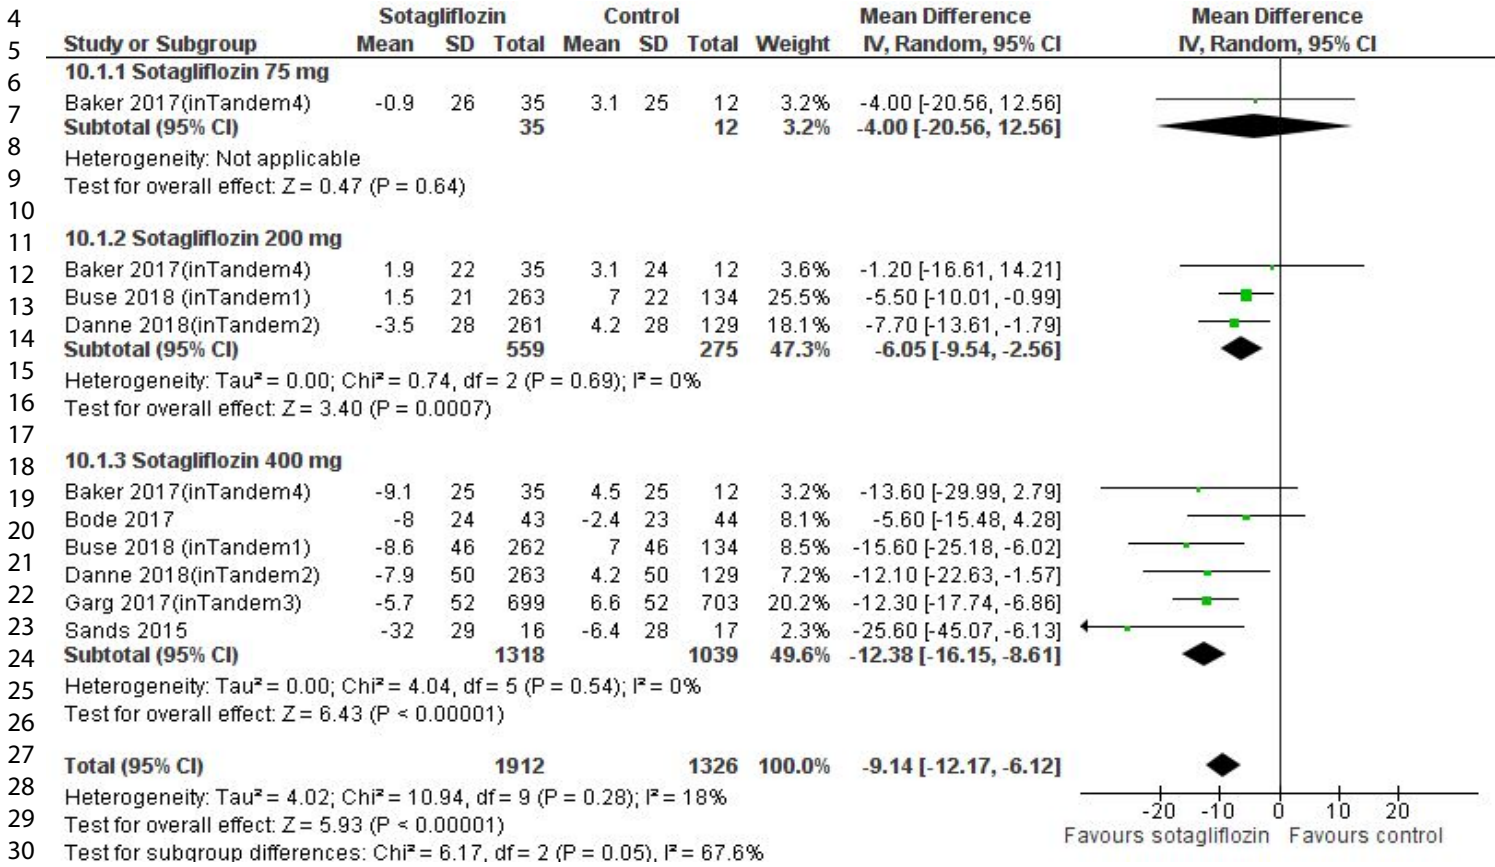 4 Sotagliflozin Control Mean Difference Mean Difference
5 Study or Subgroup Mean SD Total Mean SD Total Weight IV, Random, 95% CI IV, Random, 95% CI
6 10.1.1 Sotagliflozin 75 mg
7 Baker 2017(inTandem4) -0.9 26 35 3.1 25 12 3.2% -4.00 [-20.56, 12.56]
Subtotal (95% CI) 35 12 3.2% -4.00 [-20.56, 12.56]
8 Heterogeneity: Not applicable
9 Test for overall effect: Z = 0.47 (P = 0.64)
10
11 10.1.2 Sotagliflozin 200 mg
12 Baker 2017(inTandem4) 1.9 22 35 3.1 24 12 3.6% -1.20 [-16.61, 14.21]
13 Buse 2018 (inTandem1) 1.5 21 263 7 22 134 25.5% -5.50 [-10.01, -0.99]
14 Danne 2018(inTandem2) -3.5 28 261 4.2 28 129 18.1% -7.70 [-13.61, -1.79]
Subtotal (95% CI) 559 275 47.3% -6.05 [-9.54, -2.56]
15 Heterogeneity: Tau² = 0.00; Chi² = 0.74, df = 2 (P = 0.69); I² = 0%
16 Test for overall effect: Z = 3.40 (P = 0.0007)
17
18 10.1.3 Sotagliflozin 400 mg
19 Baker 2017(inTandem4) -9.1 25 35 4.5 25 12 3.2% -13.60 [-29.99, 2.79]
20 Bode 2017 -8 24 43 -2.4 23 44 8.1% -5.60 [-15.48, 4.28]
21 Buse 2018 (inTandem1) -8.6 46 262 7 46 134 8.5% -15.60 [-25.18, -6.02]
Danne 2018(inTandem2) -7.9 50 263 4.2 50 129 7.2% -12.10 [-22.63, -1.57]
22 Garg 2017(inTandem3) -5.7 52 699 6.6 52 703 20.2% -12.30 [-17.74, -6.86]
23 Sands 2015 -32 29 16 -6.4 28 17 2.3% -25.60 [-45.07, -6.13]
24 Subtotal (95% CI) 1318 1039 49.6% -12.38 [-16.15, -8.61]
25 Heterogeneity: Tau² = 0.00; Chi² = 4.04, df = 5 (P = 0.54); I² = 0%
26 Test for overall effect: Z = 6.43 (P < 0.00001)
27 Total (95% CI) 1912 1326 100.0% -9.14 [-12.17, -6.12]
28 Heterogeneity: Tau² = 4.02; Chi² = 10.94, df = 9 (P = 0.28); I² = 18%
-20 -10 0 10 20
29 Test for overall effect: Z = 5.93 (P < 0.00001)
Favours sotagliflozin Favours control
30 Test for subgroup differences: Chi² = 6.17, df = 2 (P = 0.05), I² = 67.6%